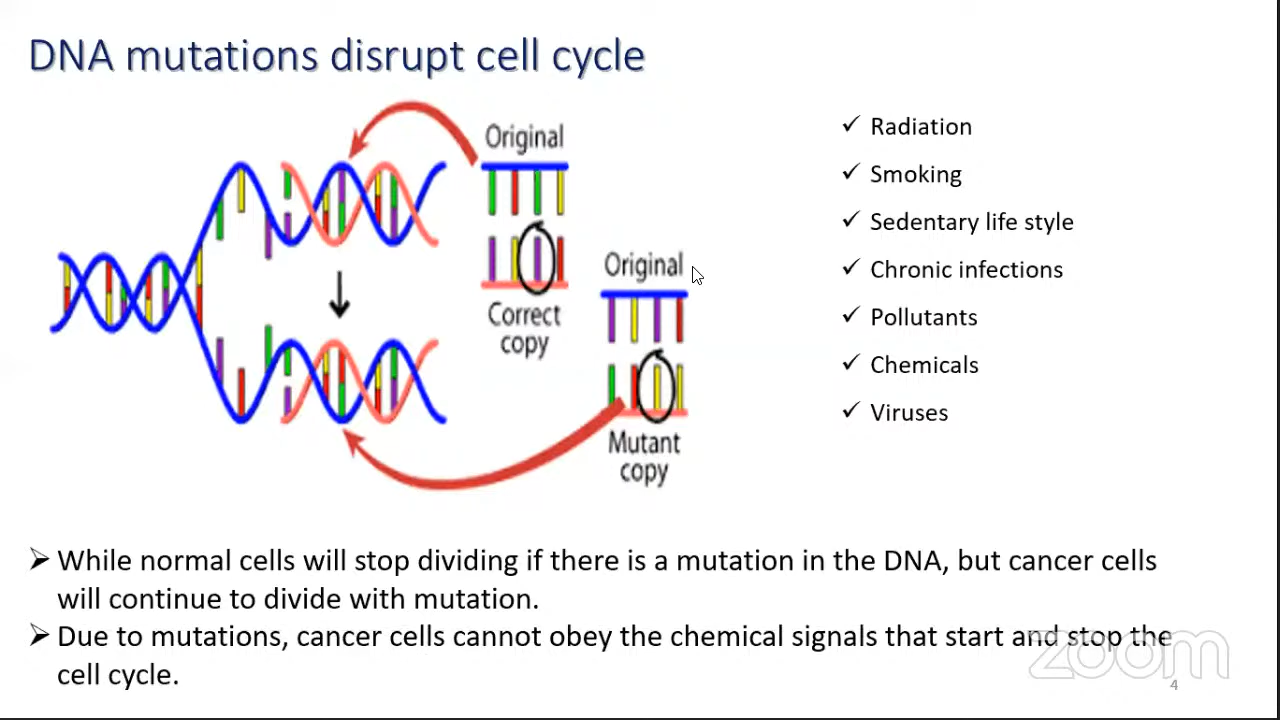 DNA mutations disrupt cell cycle
Original
Correct
copy
Original
Mutant
copy
✓ Radiation
✓ Smoking
✓ Sedentary life style
✓ Chronic infections
✓ Pollutants
✓ Chemicals
✓ Viruses
➢ While normal cells will stop dividing if there is a mutation in the DNA, but cancer cells
will continue to divide with mutation.
➢ Due to mutations, cancer cells cannot obey the chemical signals that start and stop the
cell cycle.
zoom
4